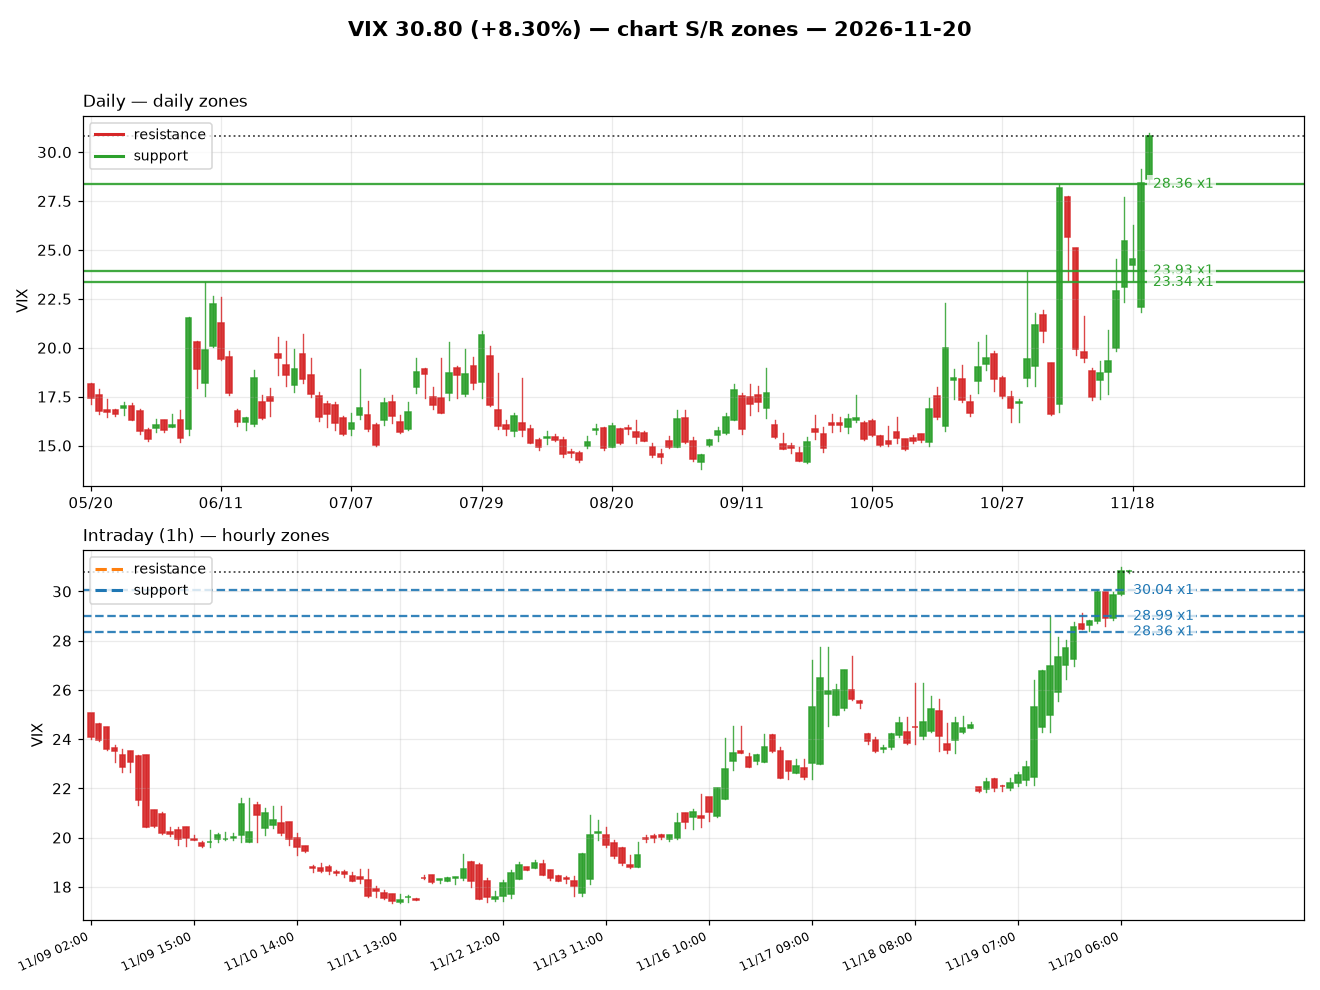 VIX 30.80 (+8.30%) — chart S/R zones — 2026-11-20
Daily — daily zones
resistance
support
30.0
27.5
25.0
22.5
20.0
17.5
15.0
VIX
28.36 x1
23.93 x1
23.34 x1
05/20
06/11
07/07
07/29
08/20
09/11
10/05
10/27
11/18
Intraday (1h) — hourly zones
resistance
support
30
28
26
24
22
20
18
VIX
30.04 x1
28.99 x1
28.36 x1
11/09 02:00
11/09 15:00
11/10 14:00
11/11 13:00
11/12 12:00
11/13 11:00
11/16 10:00
11/17 09:00
11/18 08:00
11/19 07:00
11/20 06:00